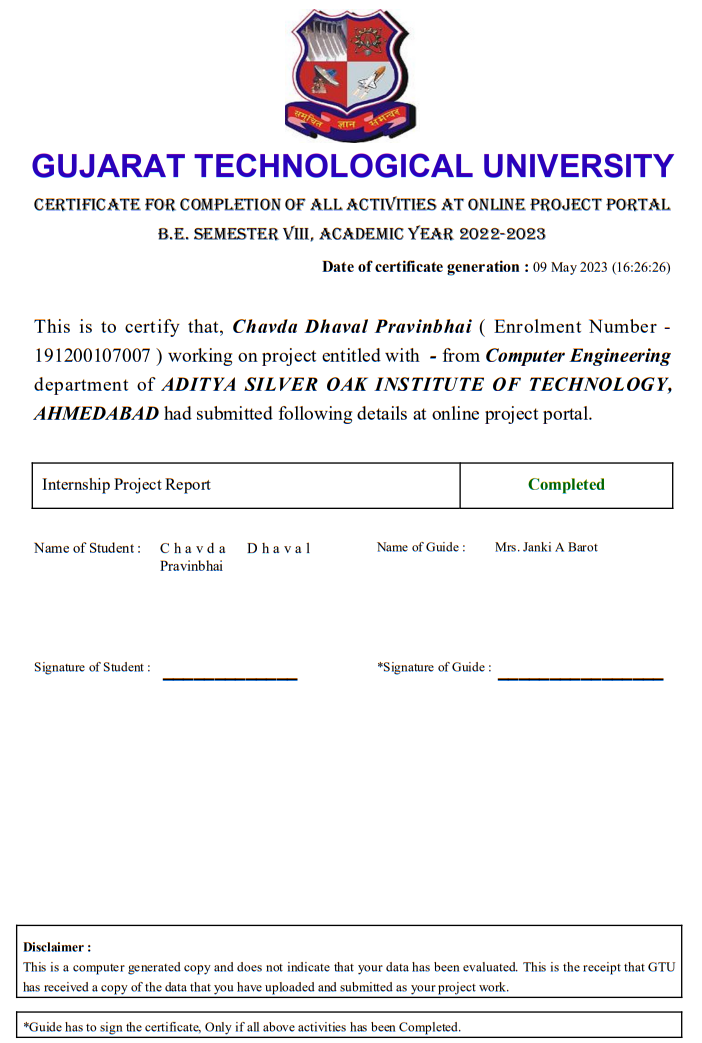 समुचित ज्ञान समन्वय
GUJARAT TECHNOLOGICAL UNIVERSITY
CERTIFICATE FOR COMPLETION OF ALL ACTIVITIES AT ONLINE PROJECT PORTAL
B.E. SEMESTER VIII, ACADEMIC YEAR 2022-2023
Date of certificate generation : 09 May 2023 (16:26:26)
This is to certify that, Chavda Dhaval Pravinbhai ( Enrolment Number -
191200107007 ) working on project entitled with - from Computer Engineering
department of ADITYA SILVER OAK INSTITUTE OF TECHNOLOGY,
AHMEDABAD had submitted following details at online project portal.
Internship Project Report Completed
Name of Student : Chavda Dhaval Name of Guide : Mrs. Janki A Barot
Pravinbhai
Signature of Student : _____________ *Signature of Guide : ________________
Disclaimer :
This is a computer generated copy and does not indicate that your data has been evaluated. This is the receipt that GTU
has received a copy of the data that you have uploaded and submitted as your project work.
*Guide has to sign the certificate, Only if all above activities has been Completed.